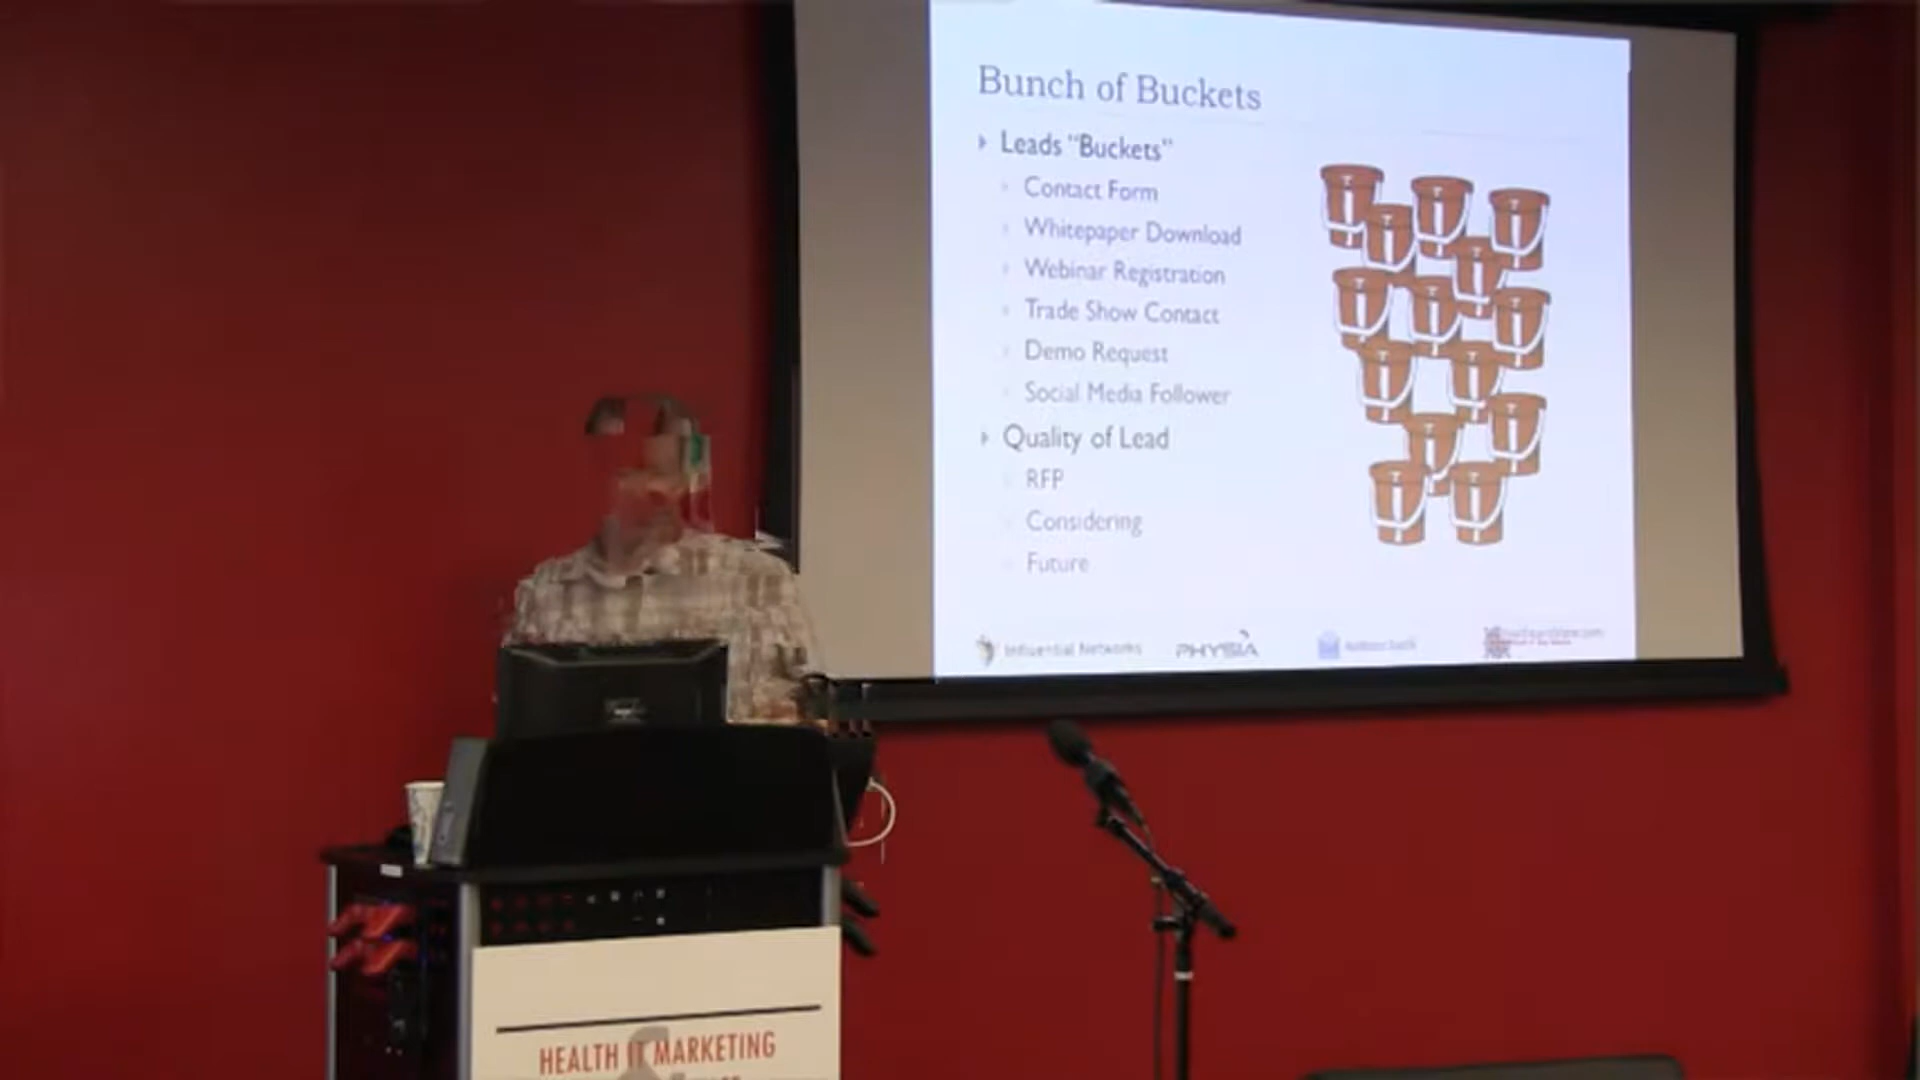 Bunch of Buckets
Leads "Buckets"
Contact Form
Whitepaper Download
Webinar Registration
Trade Show Contact
Demo Request
Social Media Follower
Quality of Lead
RFP
Considering
Future
Influential Networks
PHYSIA
HEALTH IT MARKETING